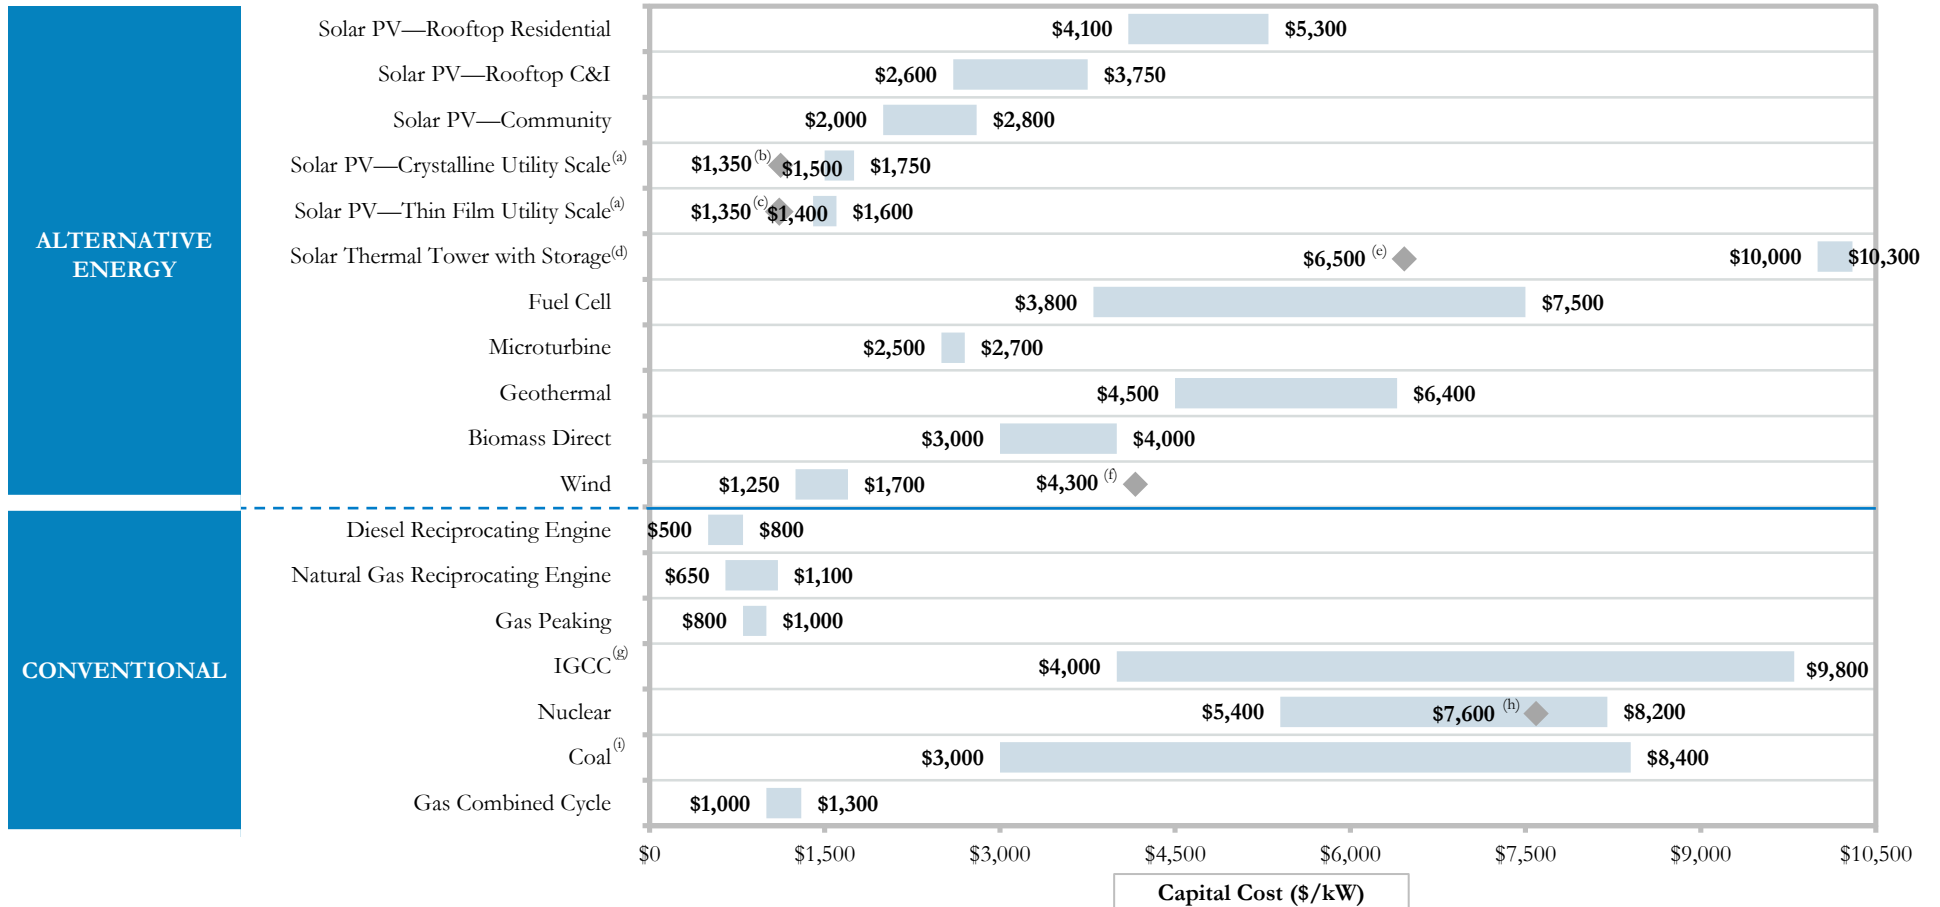 ALTERNATIVE
ENERGY
Solar PV—Rooftop Residential $4,100 $5,300
Solar PV—Rooftop C&I $2,600 $3,750
Solar PV—Community $2,000 $2,800
Solar PV—Crystalline Utility Scale(a) $1,350(b) $1,500 $1,750
Solar PV—Thin Film Utility Scale(a) $1,350(c) $1,400 $1,600
Solar Thermal Tower with Storage(d) $6,500 (e) $10,000 $10,300
Fuel Cell $3,800 $7,500
Microturbine $2,500 $2,700
Geothermal $4,500 $6,400
Biomass Direct $3,000 $4,000
Wind $1,250 $1,700 $4,300 (f)
CONVENTIONAL
Diesel Reciprocating Engine $500 $800
Natural Gas Reciprocating Engine $650 $1,100
Gas Peaking $800 $1,000
IGCC(g) $4,000 $9,800
Nuclear $5,400 $7,600 (h) $8,200
Coal(i) $3,000 $8,400
Gas Combined Cycle $1,000 $1,300
$0 $1,500 $3,000 $4,500 $6,000 $7,500 $9,000 $10,500
Capital Cost ($/kW)